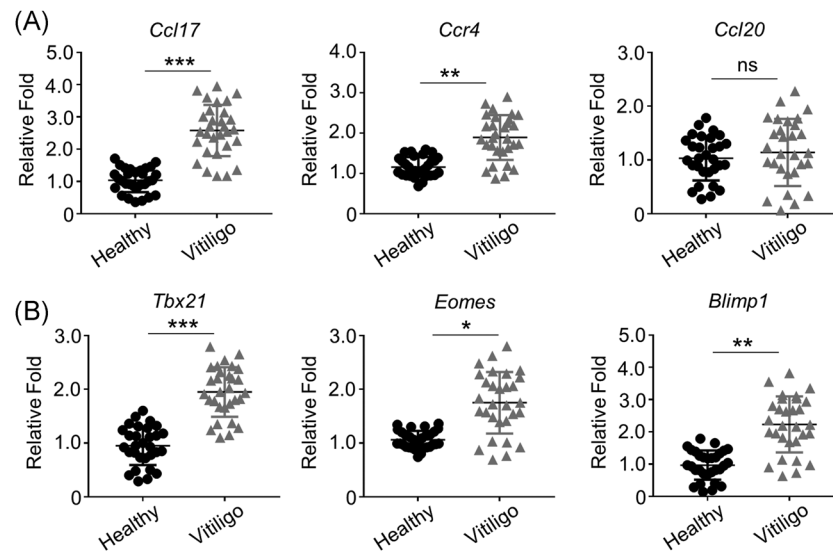 (A)
Ccl17
Ccr4
Ccl20
5.0
4.0
3.0
2.0
1.0
0
Relative Fold
***
Healthy
Vitiligo
4.0
3.0
2.0
1.0
0
Relative Fold
**
Healthy
Vitiligo
3.0
2.0
1.0
0
Relative Fold
ns
Healthy
Vitiligo
(B)
Tbx21
Eomes
Blimp1
3.0
2.0
1.0
0
Relative Fold
***
Healthy
Vitiligo
3.0
2.0
1.0
0
Relative Fold
*
Healthy
Vitiligo
5.0
4.0
3.0
2.0
1.0
0
Relative Fold
**
Healthy
Vitiligo